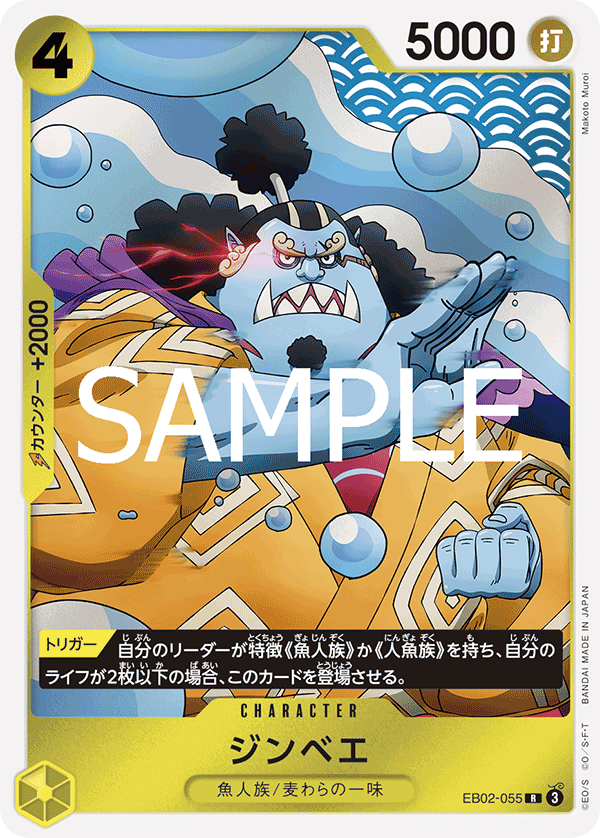 4
5000
打
Makoto Muroi
カウンター +2000
SAMPLE
トリガー 自分のリーダーが特徴《魚人族》か《人魚族》を持ち、自分の
ライフが2枚以下の場合、このカードを登場させる。
CHARACTER
ジンベエ
魚人族/麦わらの一味
EB02-055 R 3
©E.O/S ©O/S・F・T BANDAI MADE IN JAPAN